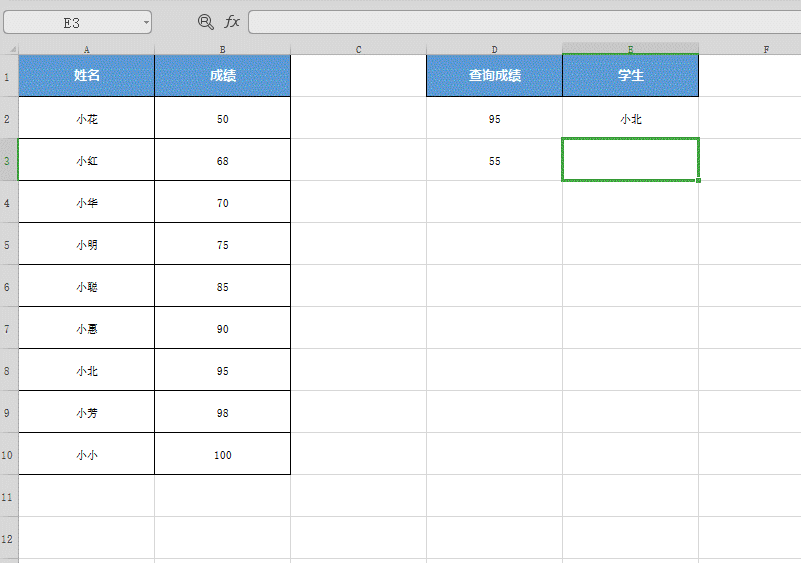 E3 fx
A B C D E F
1 姓名 成绩 查询成绩 学生
2 小花 50 95 小北
3 小红 68 55
4 小华 70
5 小明 75
6 小聪 85
7 小惠 90
8 小北 95
9 小芳 98
10 小小 100
11
12